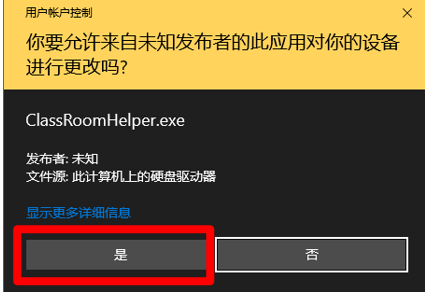 用户帐户控制
你要允许来自未知发布者的此应用对你的设备
进行更改吗?
ClassRoomHelper.exe
发布者: 未知
文件源: 此计算机上的硬盘驱动器
显示更多详细信息
是
否